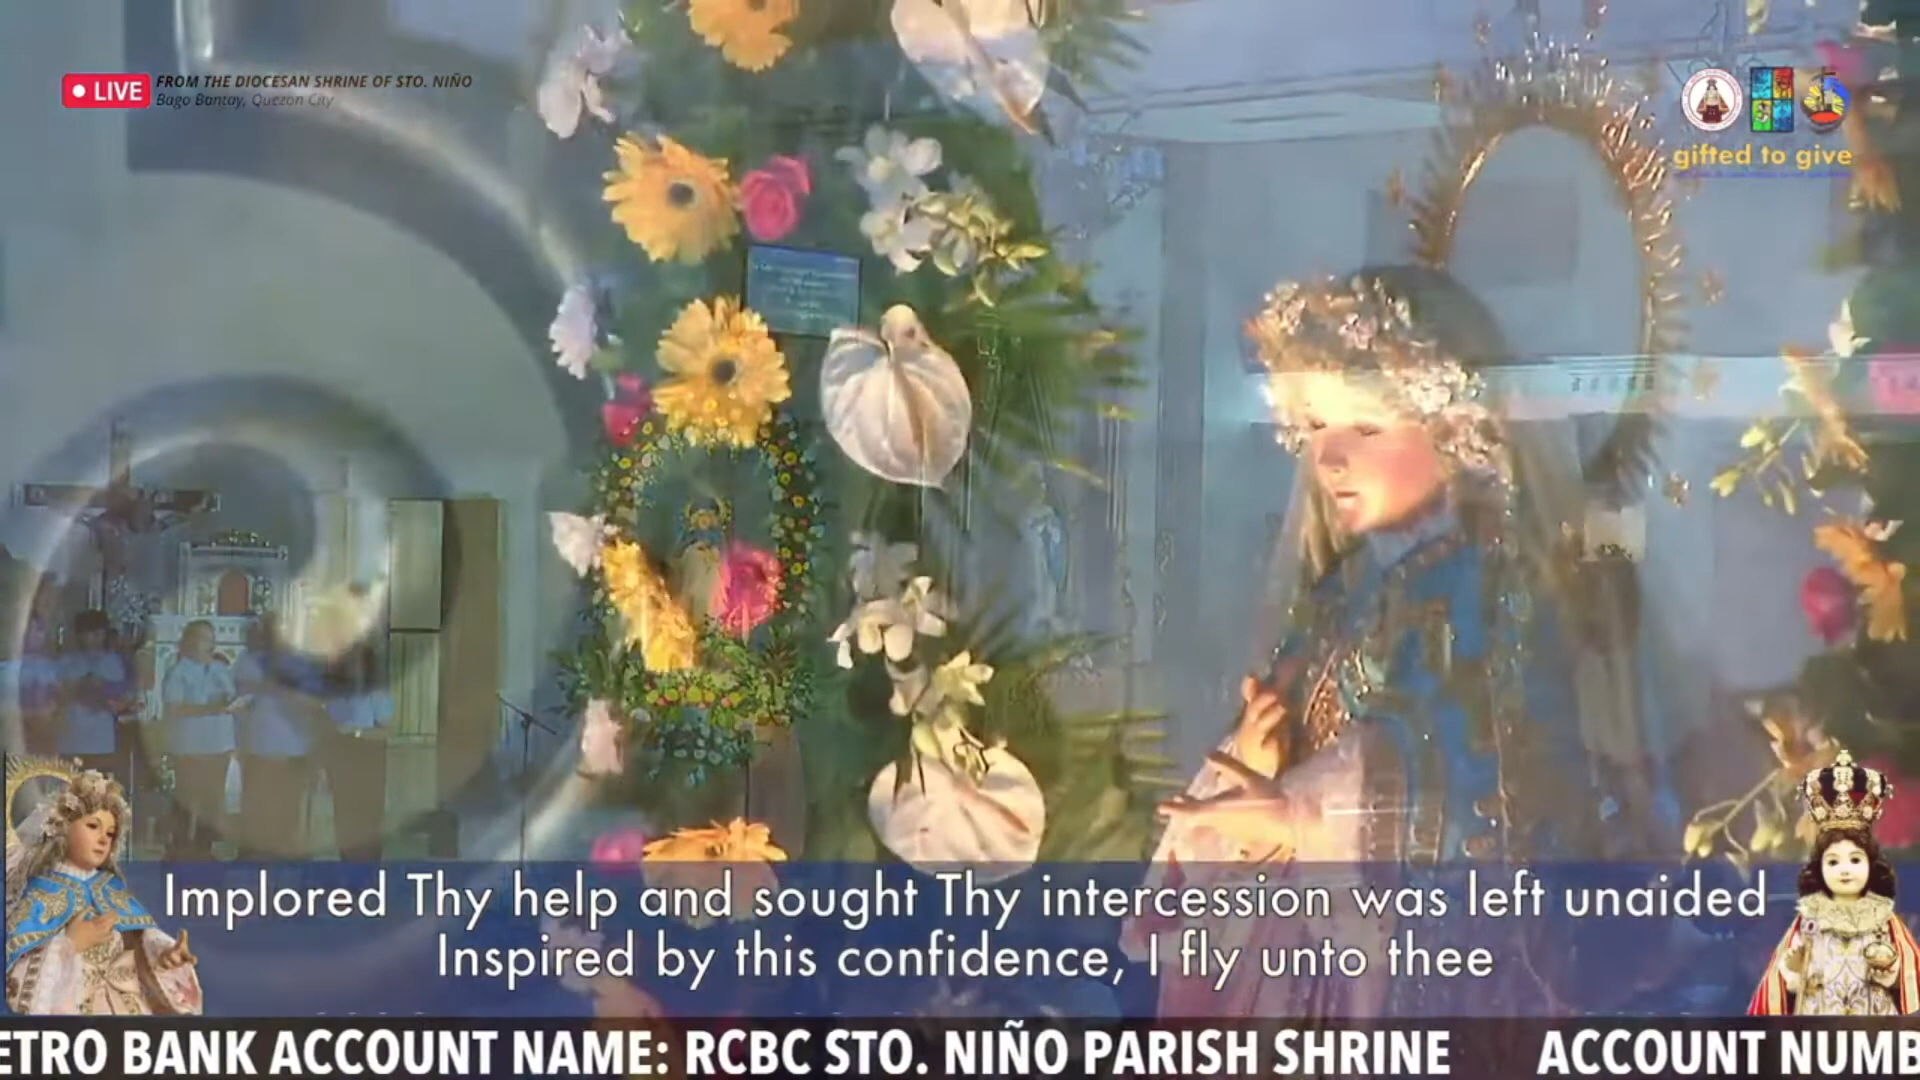 LIVE
FROM THE DIOCESAN SHRINE OF STO. NIÑO
Bago Bantay, Quezon City
gifted to give
Implored Thy help and sought Thy intercession was left unaided
Inspired by this confidence, I fly unto thee
ETRO BANK ACCOUNT NAME: RCBC STO. NIÑO PARISH SHRINE ACCOUNT NUMB